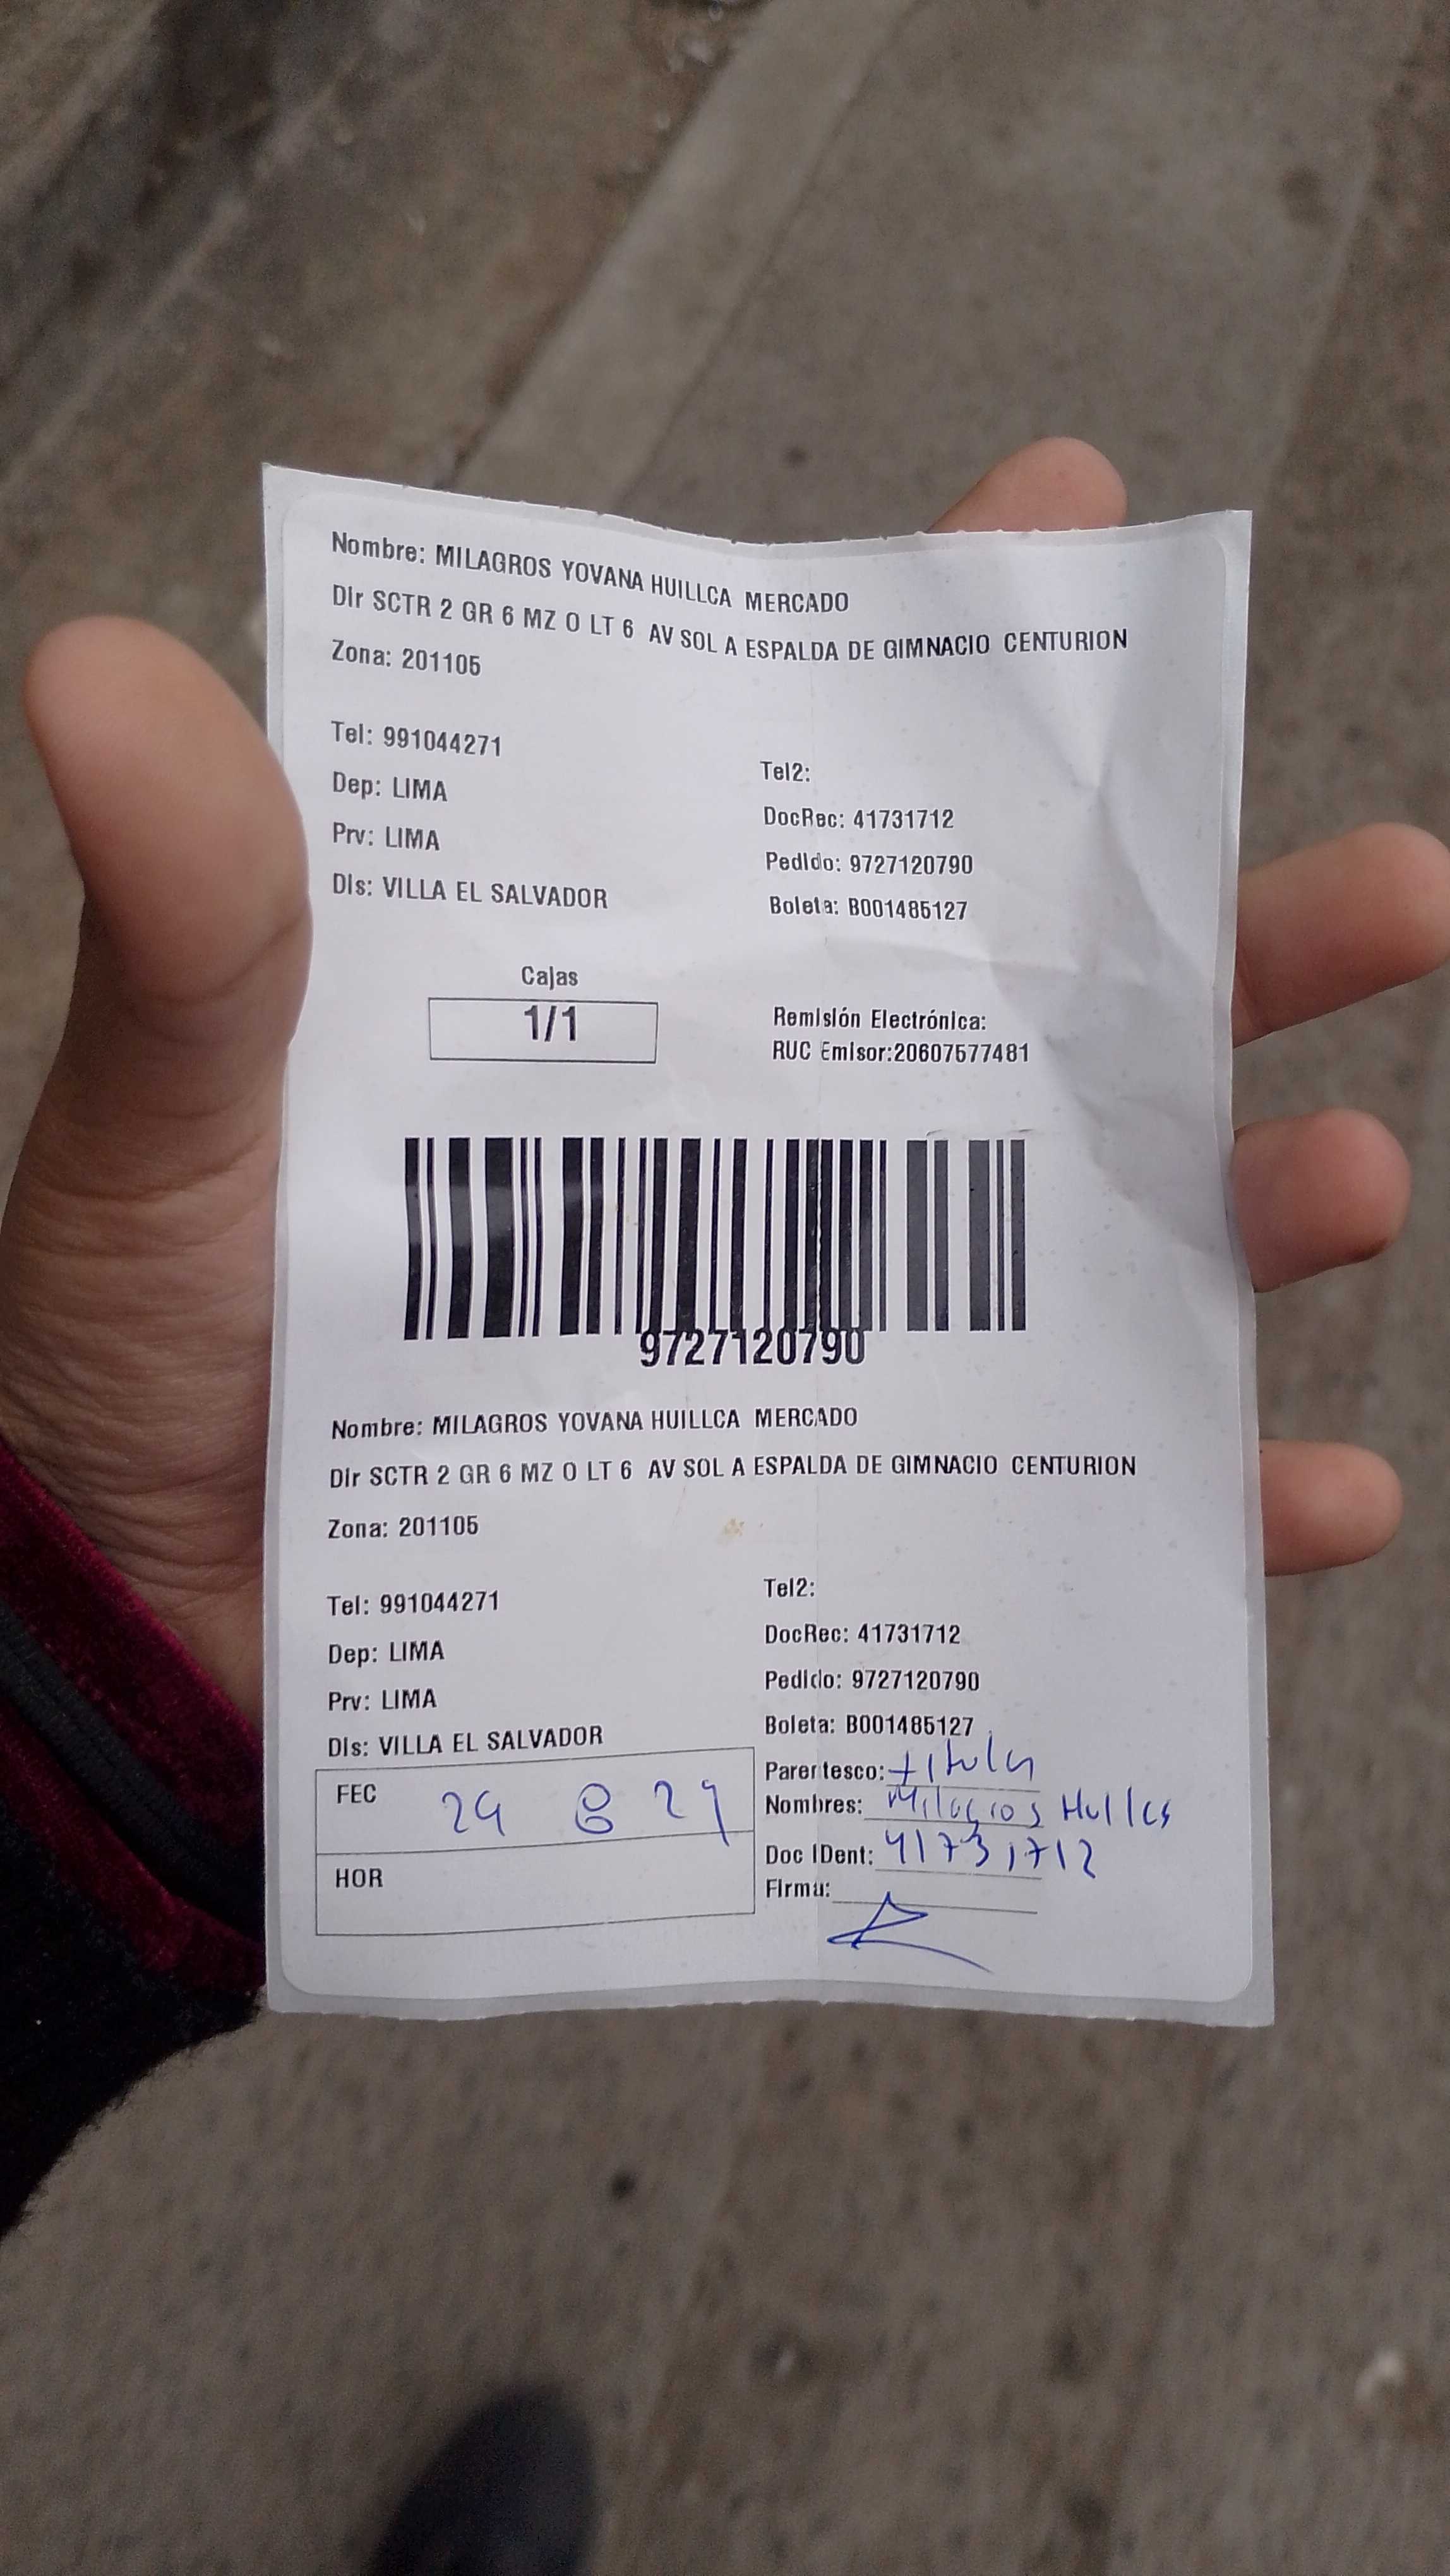 Nombre: MILAGROS YOVANA HUILLCA MERCADO
Dir SCTR 2 GR 6 MZ O LT 6 AV SOL A ESPALDA DE GIMNACIO CENTURION
Zona: 201105
Tel: 991044271
Tel2:
Dep: LIMA
DocRec: 41731712
Prv: LIMA
Pedido: 9727120790
Dis: VILLA EL SALVADOR
Boleta: B001485127
Cajas
1/1
Remisión Electrónica:
RUC Emisor:20607577481
9727120790
Nombre: MILAGROS YOVANA HUILLCA MERCADO
Dir SCTR 2 GR 6 MZ O LT 6 AV SOL A ESPALDA DE GIMNACIO CENTURION
Zona: 201105
Tel: 991044271
Tel2:
Dep: LIMA
DocRec: 41731712
Prv: LIMA
Pedido: 9727120790
Dis: VILLA EL SALVADOR
Boleta: B001485127
Parentesco: titular
FEC
Nombres: Milagros
Doc IDent: 41731712
HOR
Firma: